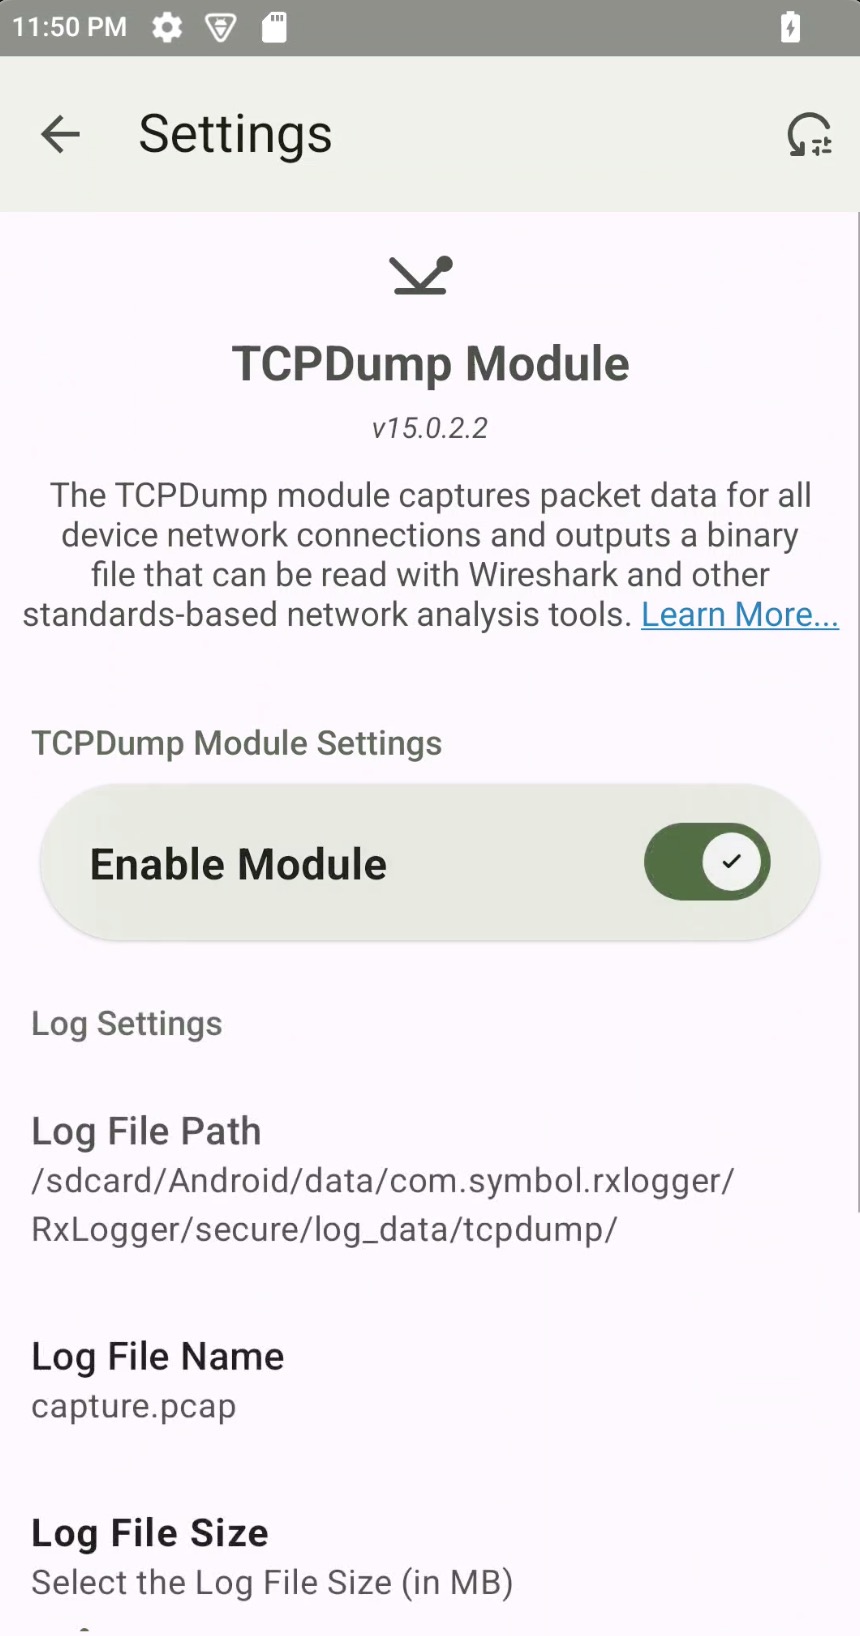 11:50 PM
Settings
TCPDump Module
v15.0.2.2
The TCPDump module captures packet data for all
device network connections and outputs a binary
file that can be read with Wireshark and other
standards-based network analysis tools. Learn More...
TCPDump Module Settings
Enable Module
Log Settings
Log File Path
/sdcard/Android/data/com.symbol.rxlogger/
RxLogger/secure/log_data/tcpdump/
Log File Name
capture.pcap
Log File Size
Select the Log File Size (in MB)